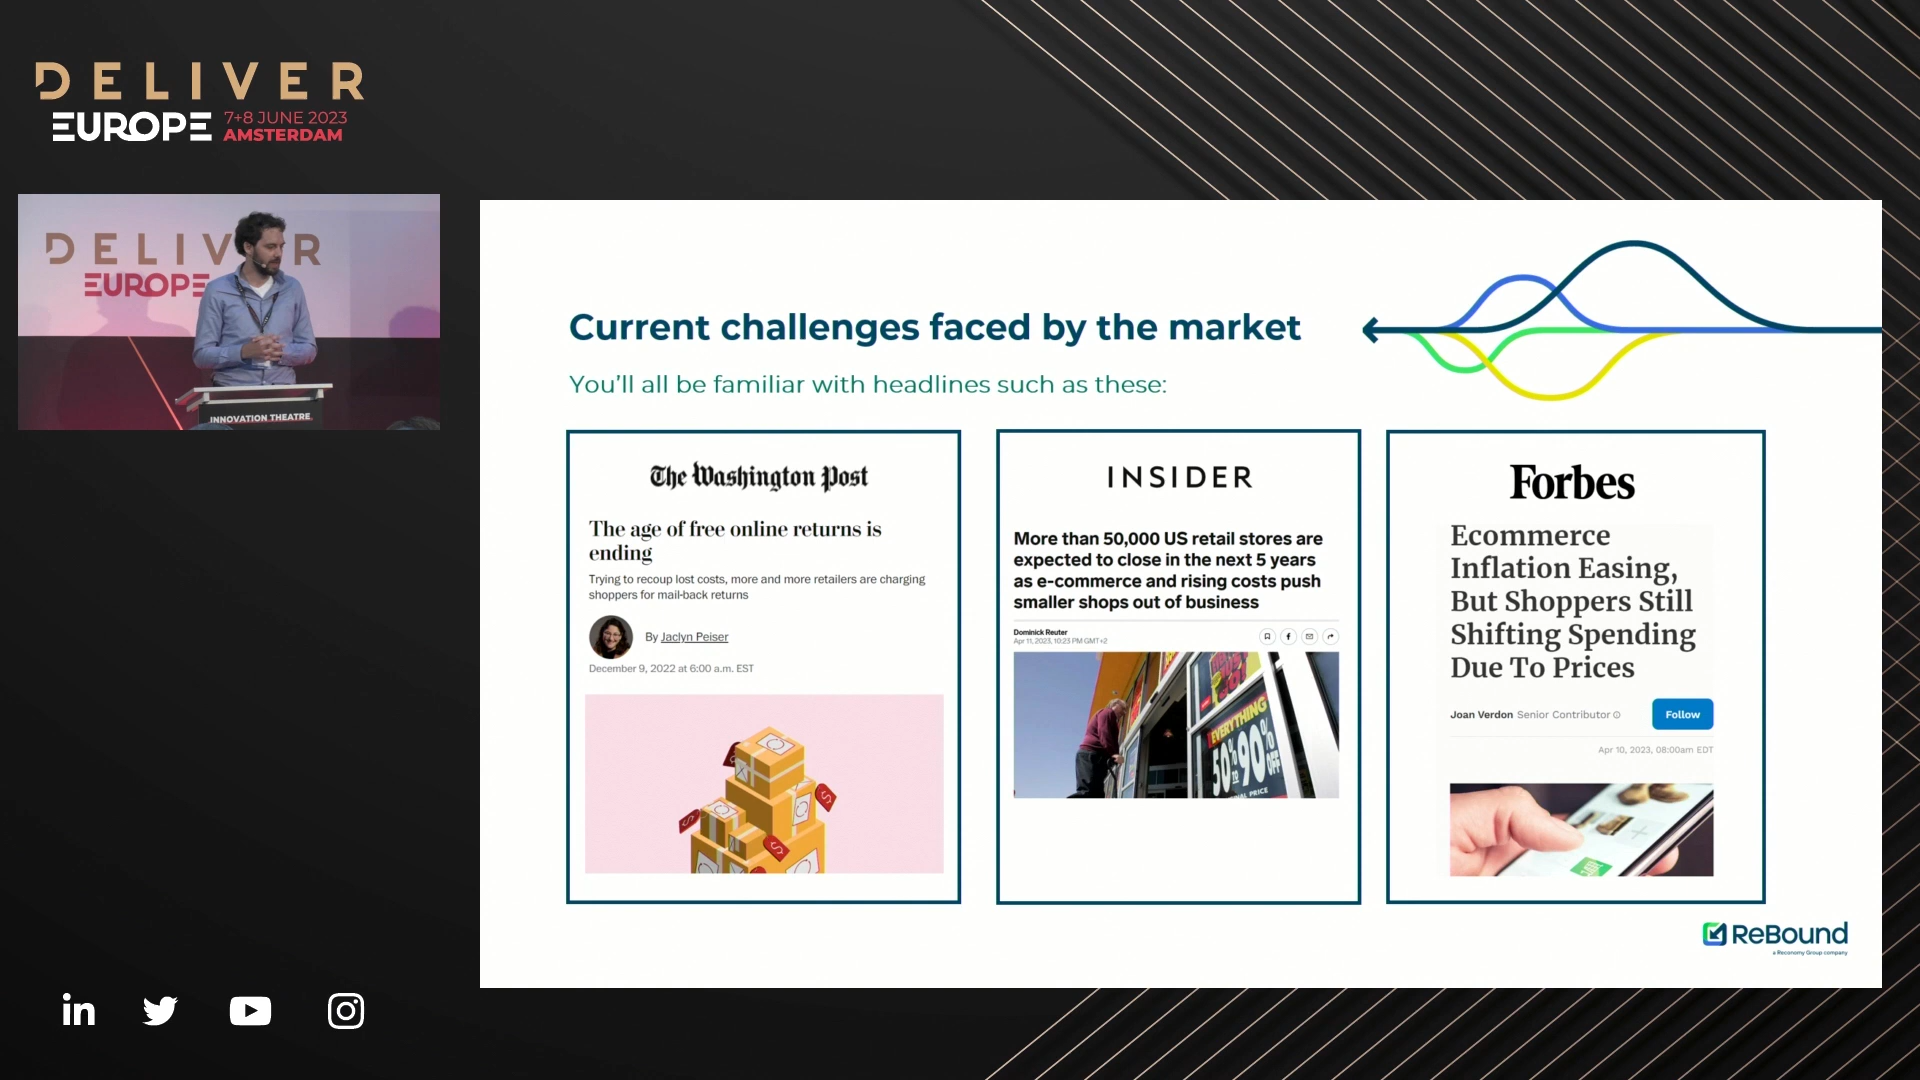 DELIVER
EUROPE 7+8 JUNE 2023
AMSTERDAM
DELIVER
EUROPE
INNOVATION THEATRE
Current challenges faced by the market
You'll all be familiar with headlines such as these:
The Washington Post
The age of free online returns is
ending
Trying to recoup lost costs, more and more retailers are charging
shoppers for mail-back returns
By Jaclyn Peiser
December 9, 2022 at 6:00 a.m. EST
INSIDER
More than 50,000 US retail stores are
expected to close in the next 5 years
as e-commerce and rising costs push
smaller shops out of business
Dominick Reuter
Apr 11, 2023, 10:23 PM GMT+2
EVERYTHING
50% to 90% OFF
Forbes
Ecommerce
Inflation Easing,
But Shoppers Still
Shifting Spending
Due To Prices
Joan Verdon Senior Contributor
Follow
Apr 10, 2023, 08:00am EDT
ReBound
a Reconomy Group company
in